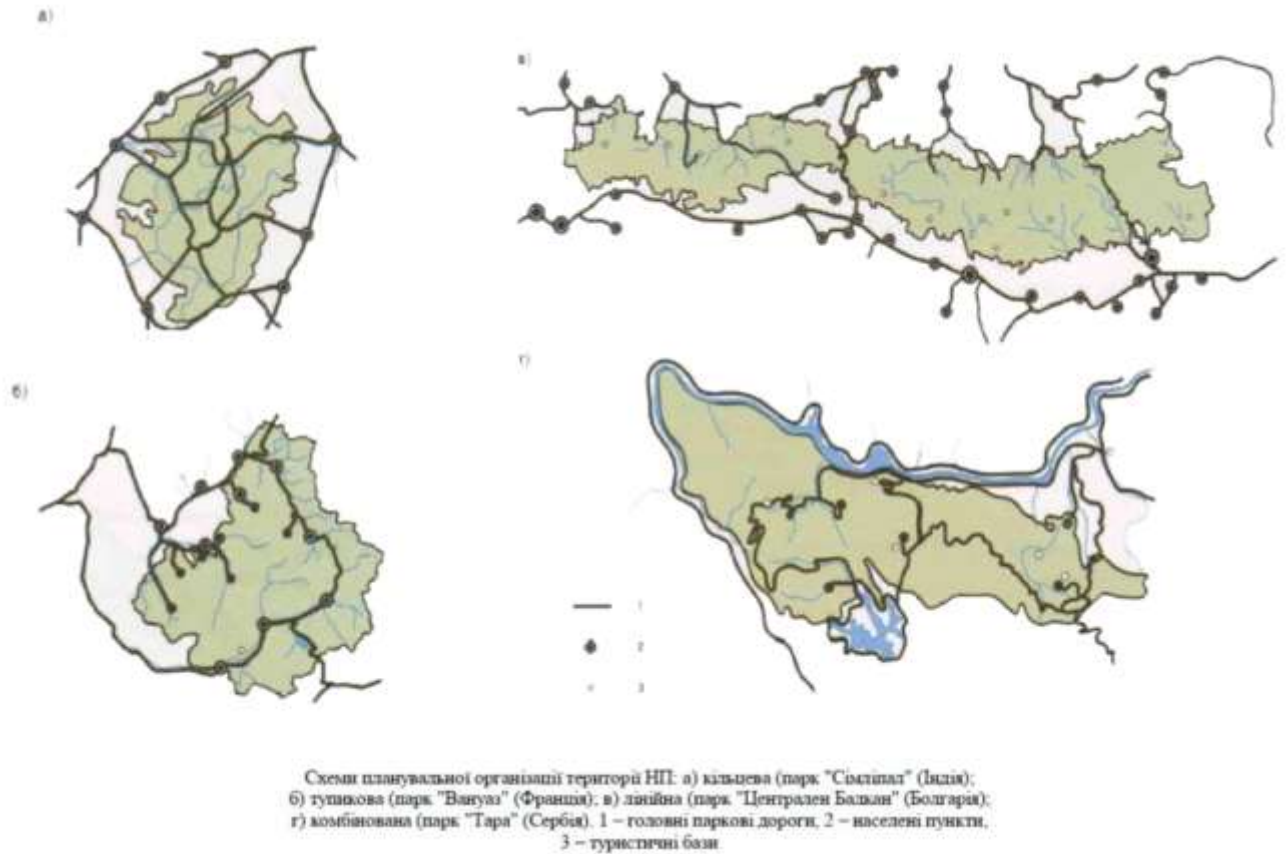 а)
в)
б)
г)
1
2
3
Схеми планувальної організації території НП: а) кільцева (парк "Сімліпал" (Індія);
б) тупикова (парк "Вануаз" (Франція); в) лінійна (парк "Централен Балкан" (Болгарія);
г) комбінована (парк "Тара" (Сербія). 1 – головні паркові дороги, 2 – населені пункти,
3 – туристичні бази